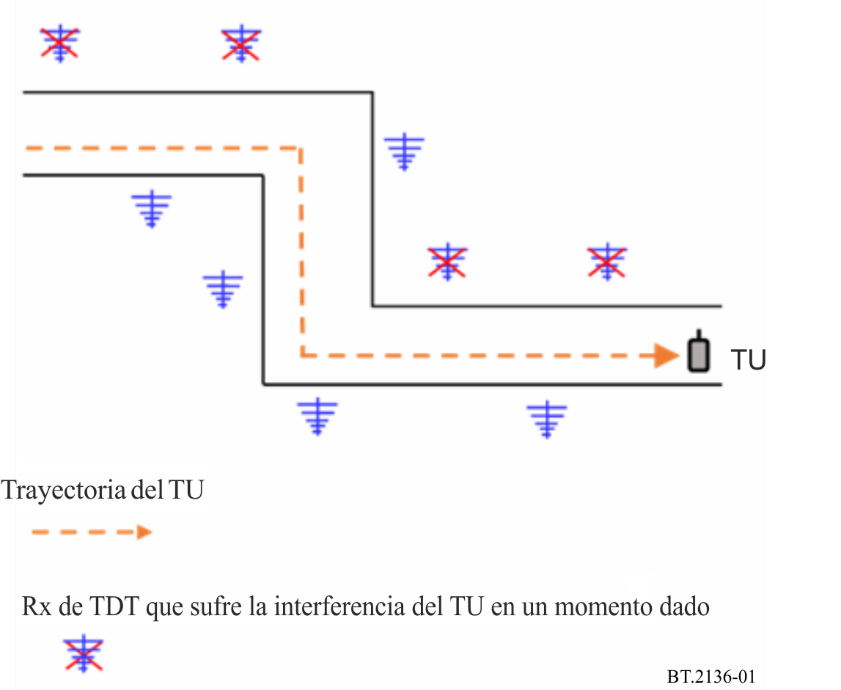 TU
Trayectoria del TU
Rx de TDT que sufre la interferencia del TU en un momento dado
BT.2136-01